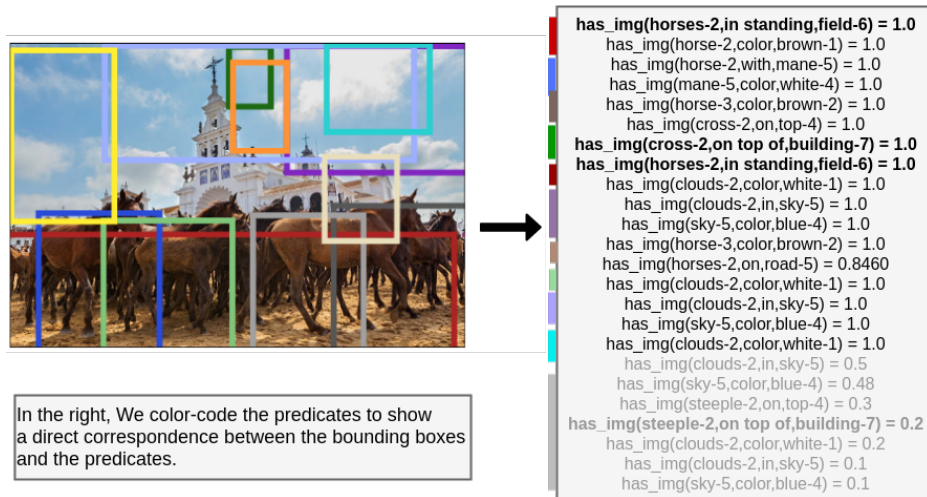 has_img(horses-2,in standing,field-6) = 1.0
has_img(horse-2,color,brown-1) = 1.0
has_img(horse-2,with,mane-5) = 1.0
has_img(mane-5,color,white-4) = 1.0
has_img(horse-3,color,brown-2) = 1.0
has_img(cross-2,on,top-4) = 1.0
has_img(cross-2,on top of,building-7) = 1.0
has_img(horses-2,in standing,field-6) = 1.0
has_img(clouds-2,color,white-1) = 1.0
has_img(clouds-2,in,sky-5) = 1.0
has_img(sky-5,color,blue-4) = 1.0
has_img(horse-3,color,brown-2) = 1.0
has_img(horses-2,on,road-5) = 0.8460
has_img(clouds-2,color,white-1) = 1.0
has_img(clouds-2,in,sky-5) = 1.0
has_img(sky-5,color,blue-4) = 1.0
has_img(clouds-2,color,white-1) = 1.0
has_img(clouds-2,in,sky-5) = 0.5
has_img(sky-5,color,blue-4) = 0.48
has_img(steeple-2,on,top-4) = 0.3
has_img(steeple-2,on top of,building-7) = 0.2
has_img(clouds-2,color,white-1) = 0.2
has_img(clouds-2,in,sky-5) = 0.1
has_img(sky-5,color,blue-4) = 0.1
In the right, We color-code the predicates to show
a direct correspondence between the bounding boxes
and the predicates.